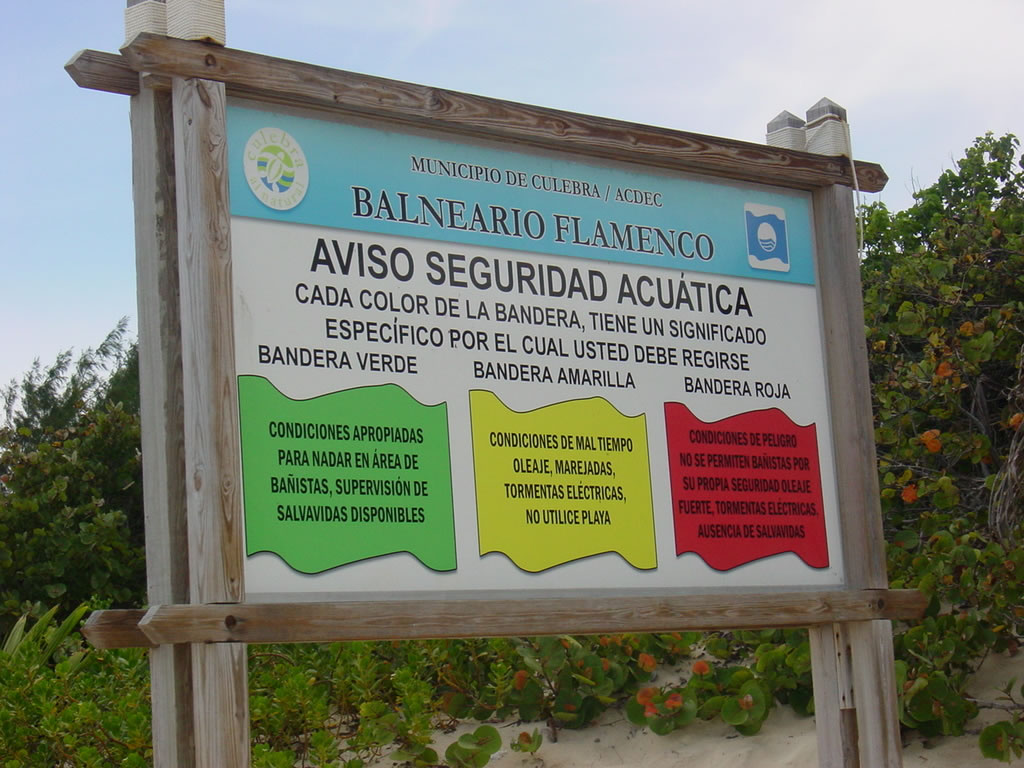 culebra
es natural
MUNICIPIO DE CULEBRA / ACDEC
BALNEARIO FLAMENCO
AVISO SEGURIDAD ACUÁTICA
CADA COLOR DE LA BANDERA, TIENE UN SIGNIFICADO
ESPECÍFICO POR EL CUAL USTED DEBE REGIRSE
BANDERA VERDE
CONDICIONES APROPIADAS
PARA NADAR EN ÁREA DE
BAÑISTAS, SUPERVISIÓN DE
SALVAVIDAS DISPONIBLES
BANDERA AMARILLA
CONDICIONES DE MAL TIEMPO
OLEAJE, MAREJADAS,
TORMENTAS ELÉCTRICAS,
NO UTILICE PLAYA
BANDERA ROJA
CONDICIONES DE PELIGRO
NO SE PERMITEN BAÑISTAS POR
SU PROPIA SEGURIDAD OLEAJE
FUERTE, TORMENTAS ELÉCTRICAS.
AUSENCIA DE SALVAVIDAS